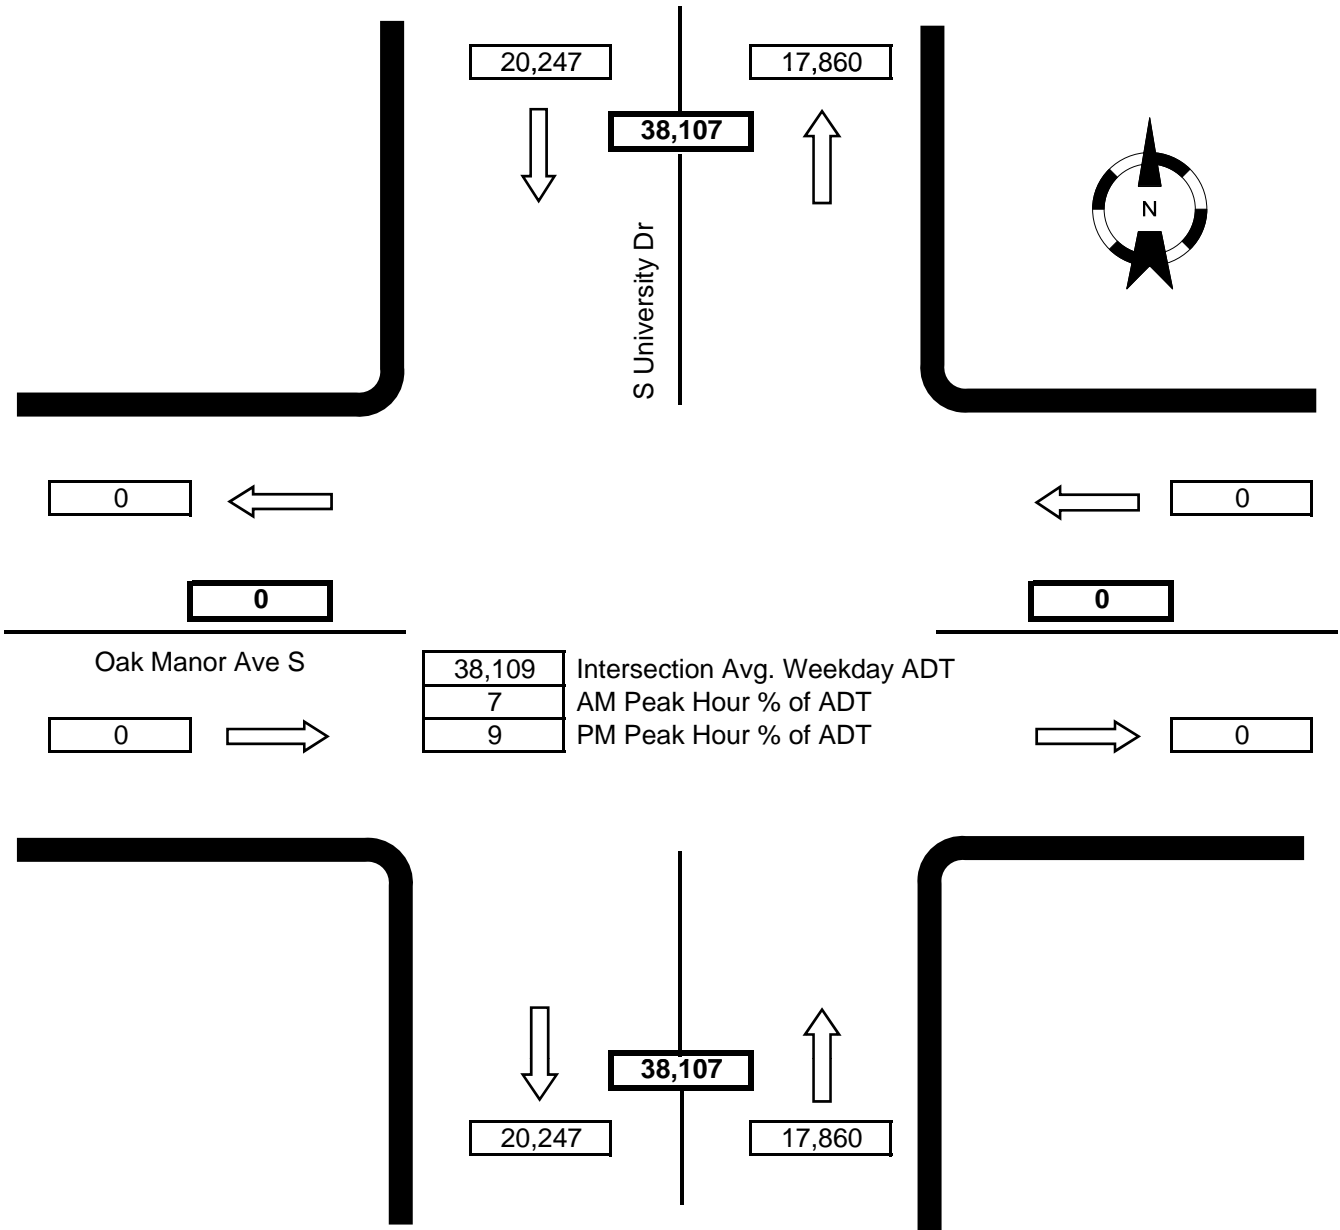 20,247
17,860
38,107
S University Dr
N
0
0
0
0
Oak Manor Ave S
38,109 Intersection Avg. Weekday ADT
7 AM Peak Hour % of ADT
9 PM Peak Hour % of ADT
0
0
38,107
20,247
17,860